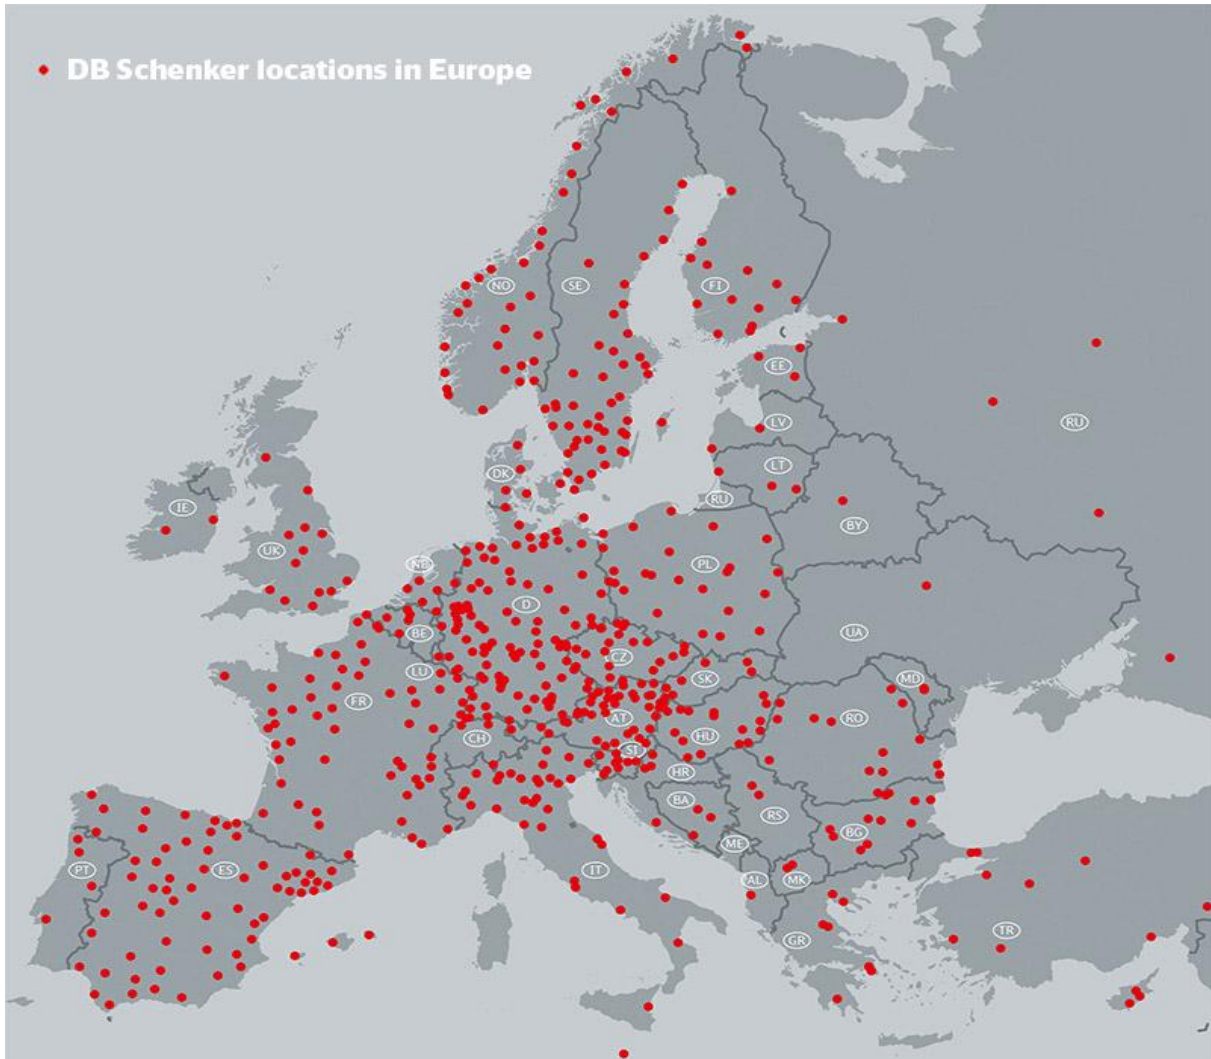 DB Schenker locations in Europe
NO
SE
FI
EE
LV
RU
DK
LT
RU
IE
BY
UK
NE
PL
D
BE
UA
CZ
LU
SK
MD
FR
AT
RO
CH
HU
SI
HR
BA
RS
BG
ME
PT
ES
IT
AL
MK
TR
GR